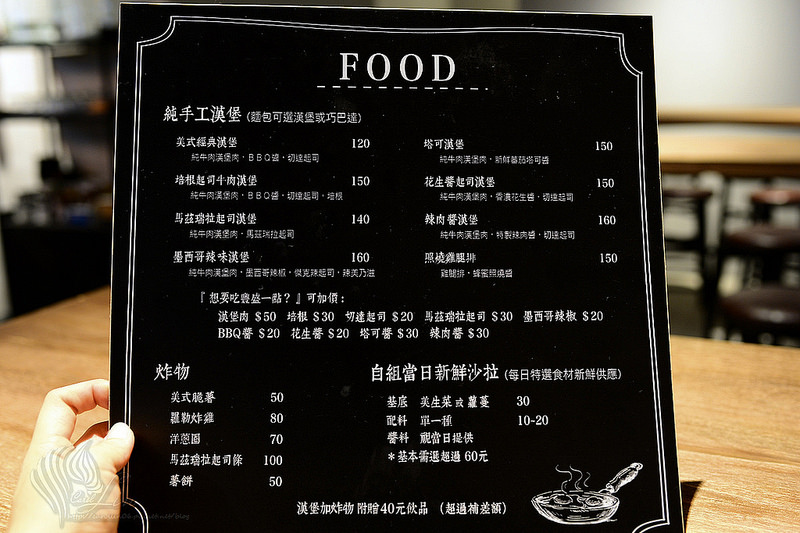 FOOD
純手工漢堡 (麵包可選漢堡或巧巴達)
美式經典漢堡 120
純牛肉漢堡肉，BBQ醬，切達起司
培根起司牛肉漢堡 150
純牛肉漢堡肉，BBQ醬，切達起司，培根
馬茲瑞拉起司漢堡 140
純牛肉漢堡肉，馬茲瑞拉起司
墨西哥辣味漢堡 160
純牛肉漢堡肉，墨西哥辣椒，傑克辣起司，辣美乃滋
塔可漢堡 150
純牛肉漢堡肉，新鮮蕃茄塔可醬
花生醬起司漢堡 150
純牛肉漢堡肉，香濃花生醬，切達起司
辣肉醬漢堡 160
純牛肉漢堡肉，特製辣肉醬，切達起司
照燒雞腿排 150
雞腿排，蜂蜜照燒醬
『想要吃豐盛一點？』可加價：
漢堡肉 $50 培根 $30 切達起司 $20 馬茲瑞拉起司 $30 墨西哥辣椒 $20
BBQ醬 $20 花生醬 $20 塔可醬 $30 辣肉醬 $30
炸物
美式脆薯 50
羅勒炸雞 80
洋蔥圈 70
馬茲瑞拉起司條 100
薯餅 50
自組當日新鮮沙拉 (每日特選食材新鮮供應)
基底 美生菜 或 蘿蔓 30
配料 單一種 10-20
醬料 視當日提供
＊基本需選超過 60元
漢堡加炸物 附贈40元飲品 （超過補差額）